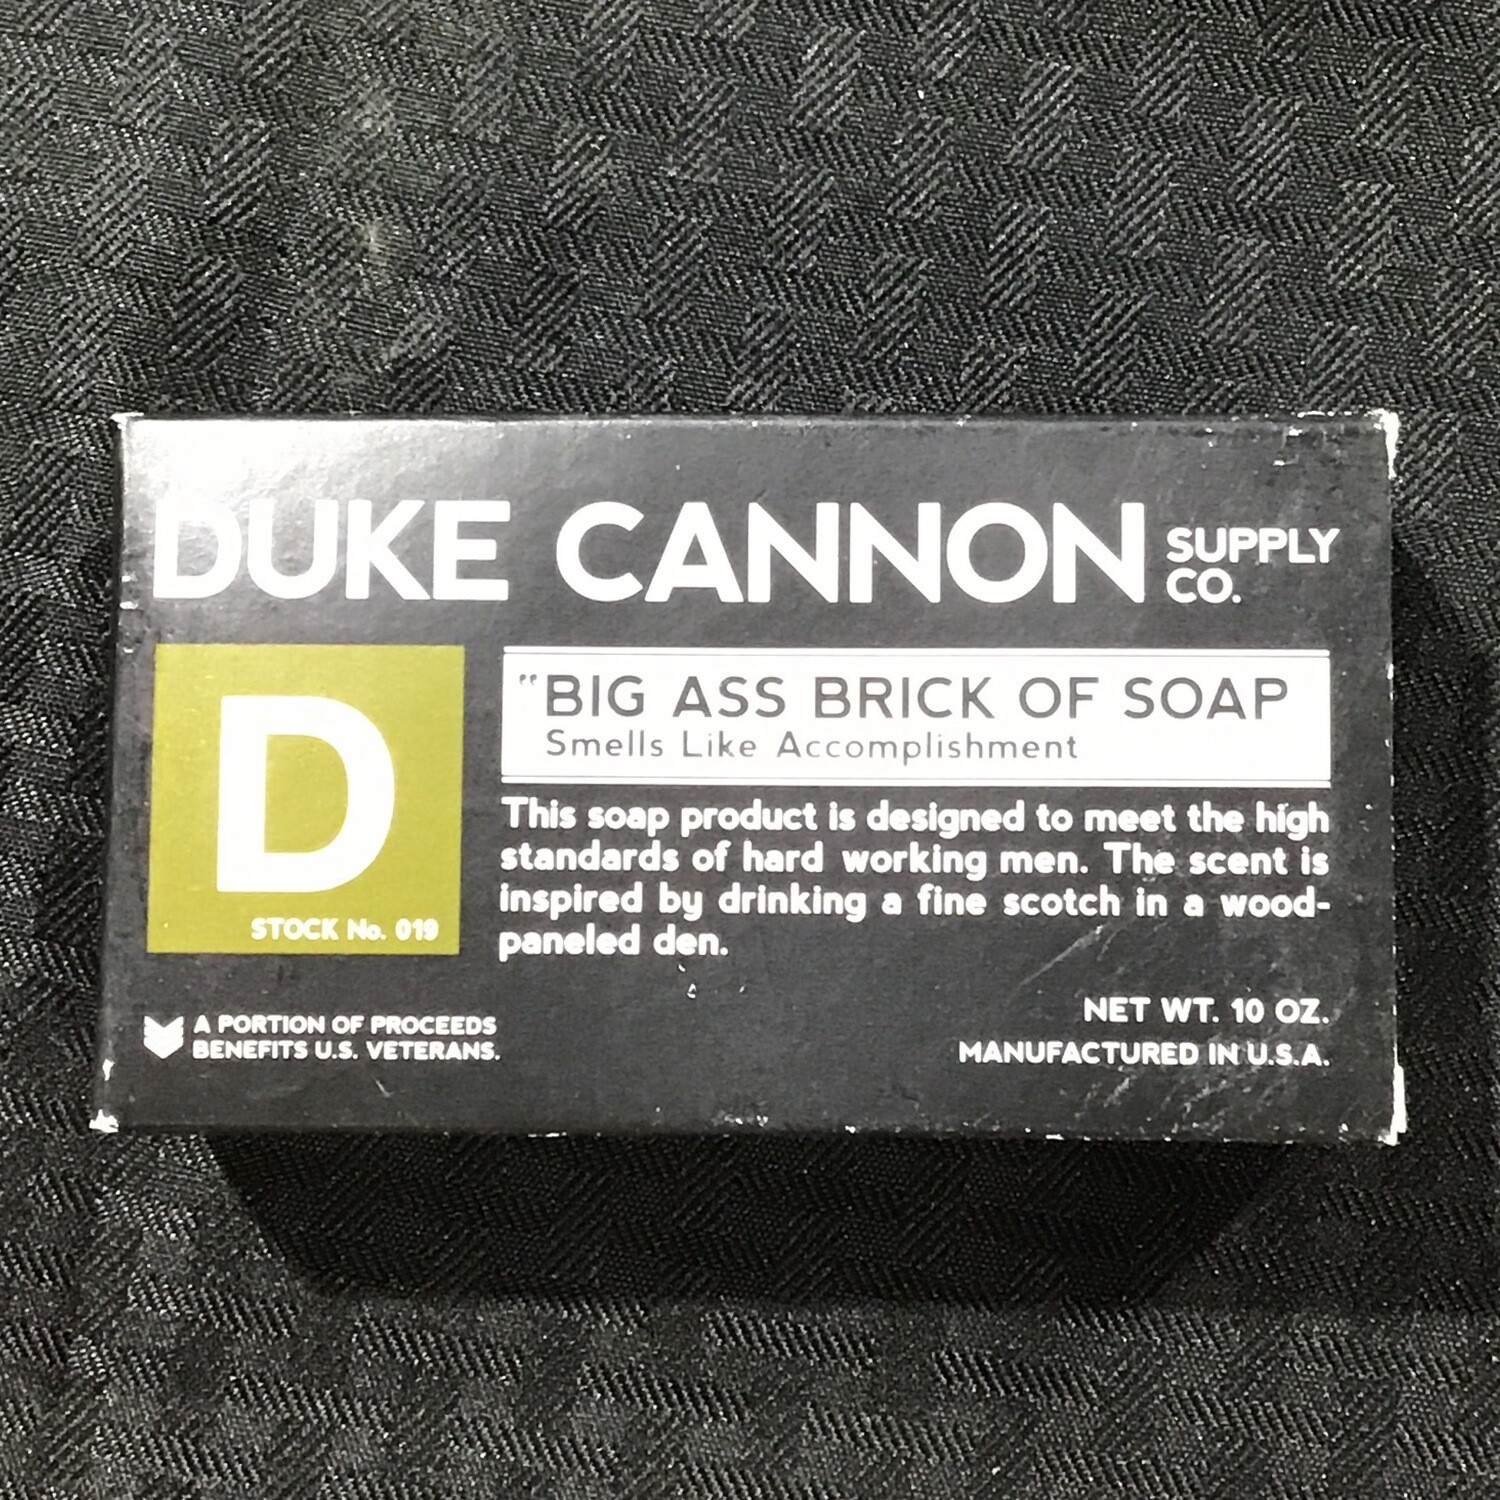 DUKE CANNON SUPPLY CO.
D
STOCK No. 019
"BIG ASS BRICK OF SOAP
Smells Like Accomplishment
This soap product is designed to meet the high
standards of hard working men. The scent is
inspired by drinking a fine scotch in a wood-
paneled den.
A PORTION OF PROCEEDS
BENEFITS U.S. VETERANS.
NET WT. 10 OZ.
MANUFACTURED IN U.S.A.